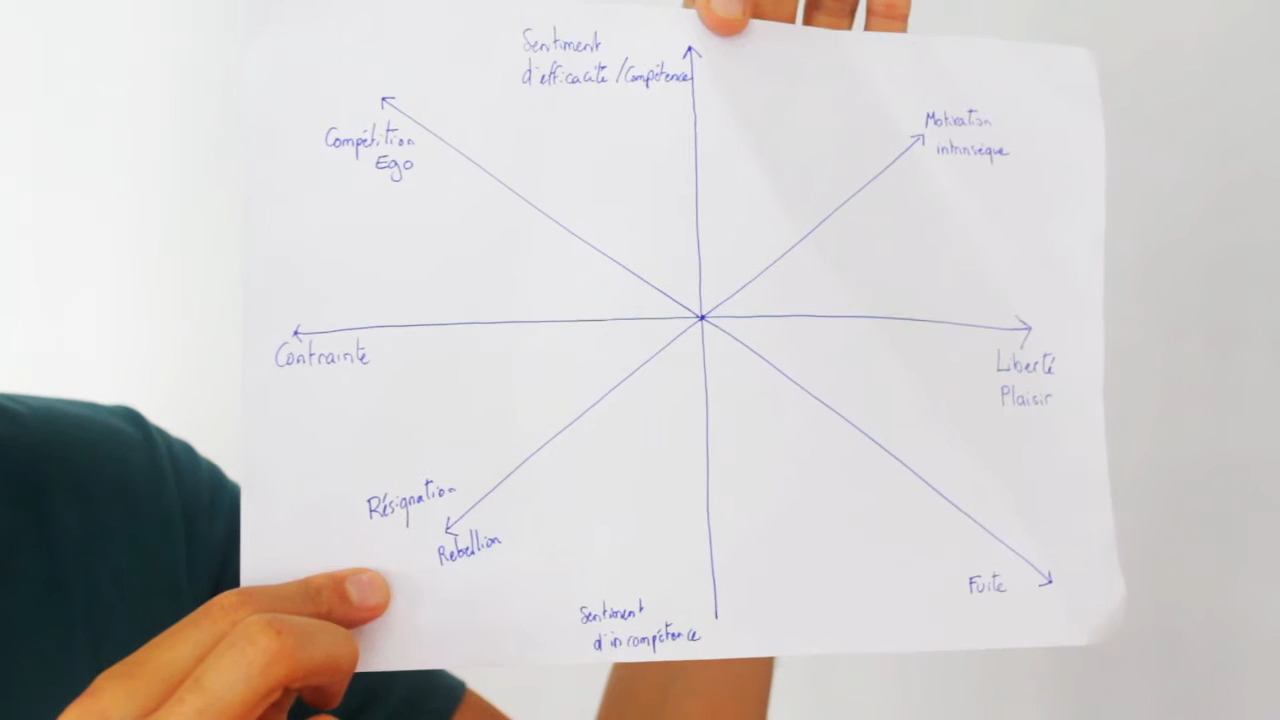 Sentiment
d'efficacité / Compétence
Motivation
intrinsèque
Compétition
Ego
Contrainte
Liberté
Plaisir
Résignation
Rebellion
Fuite
Sentiment
d'incompétence